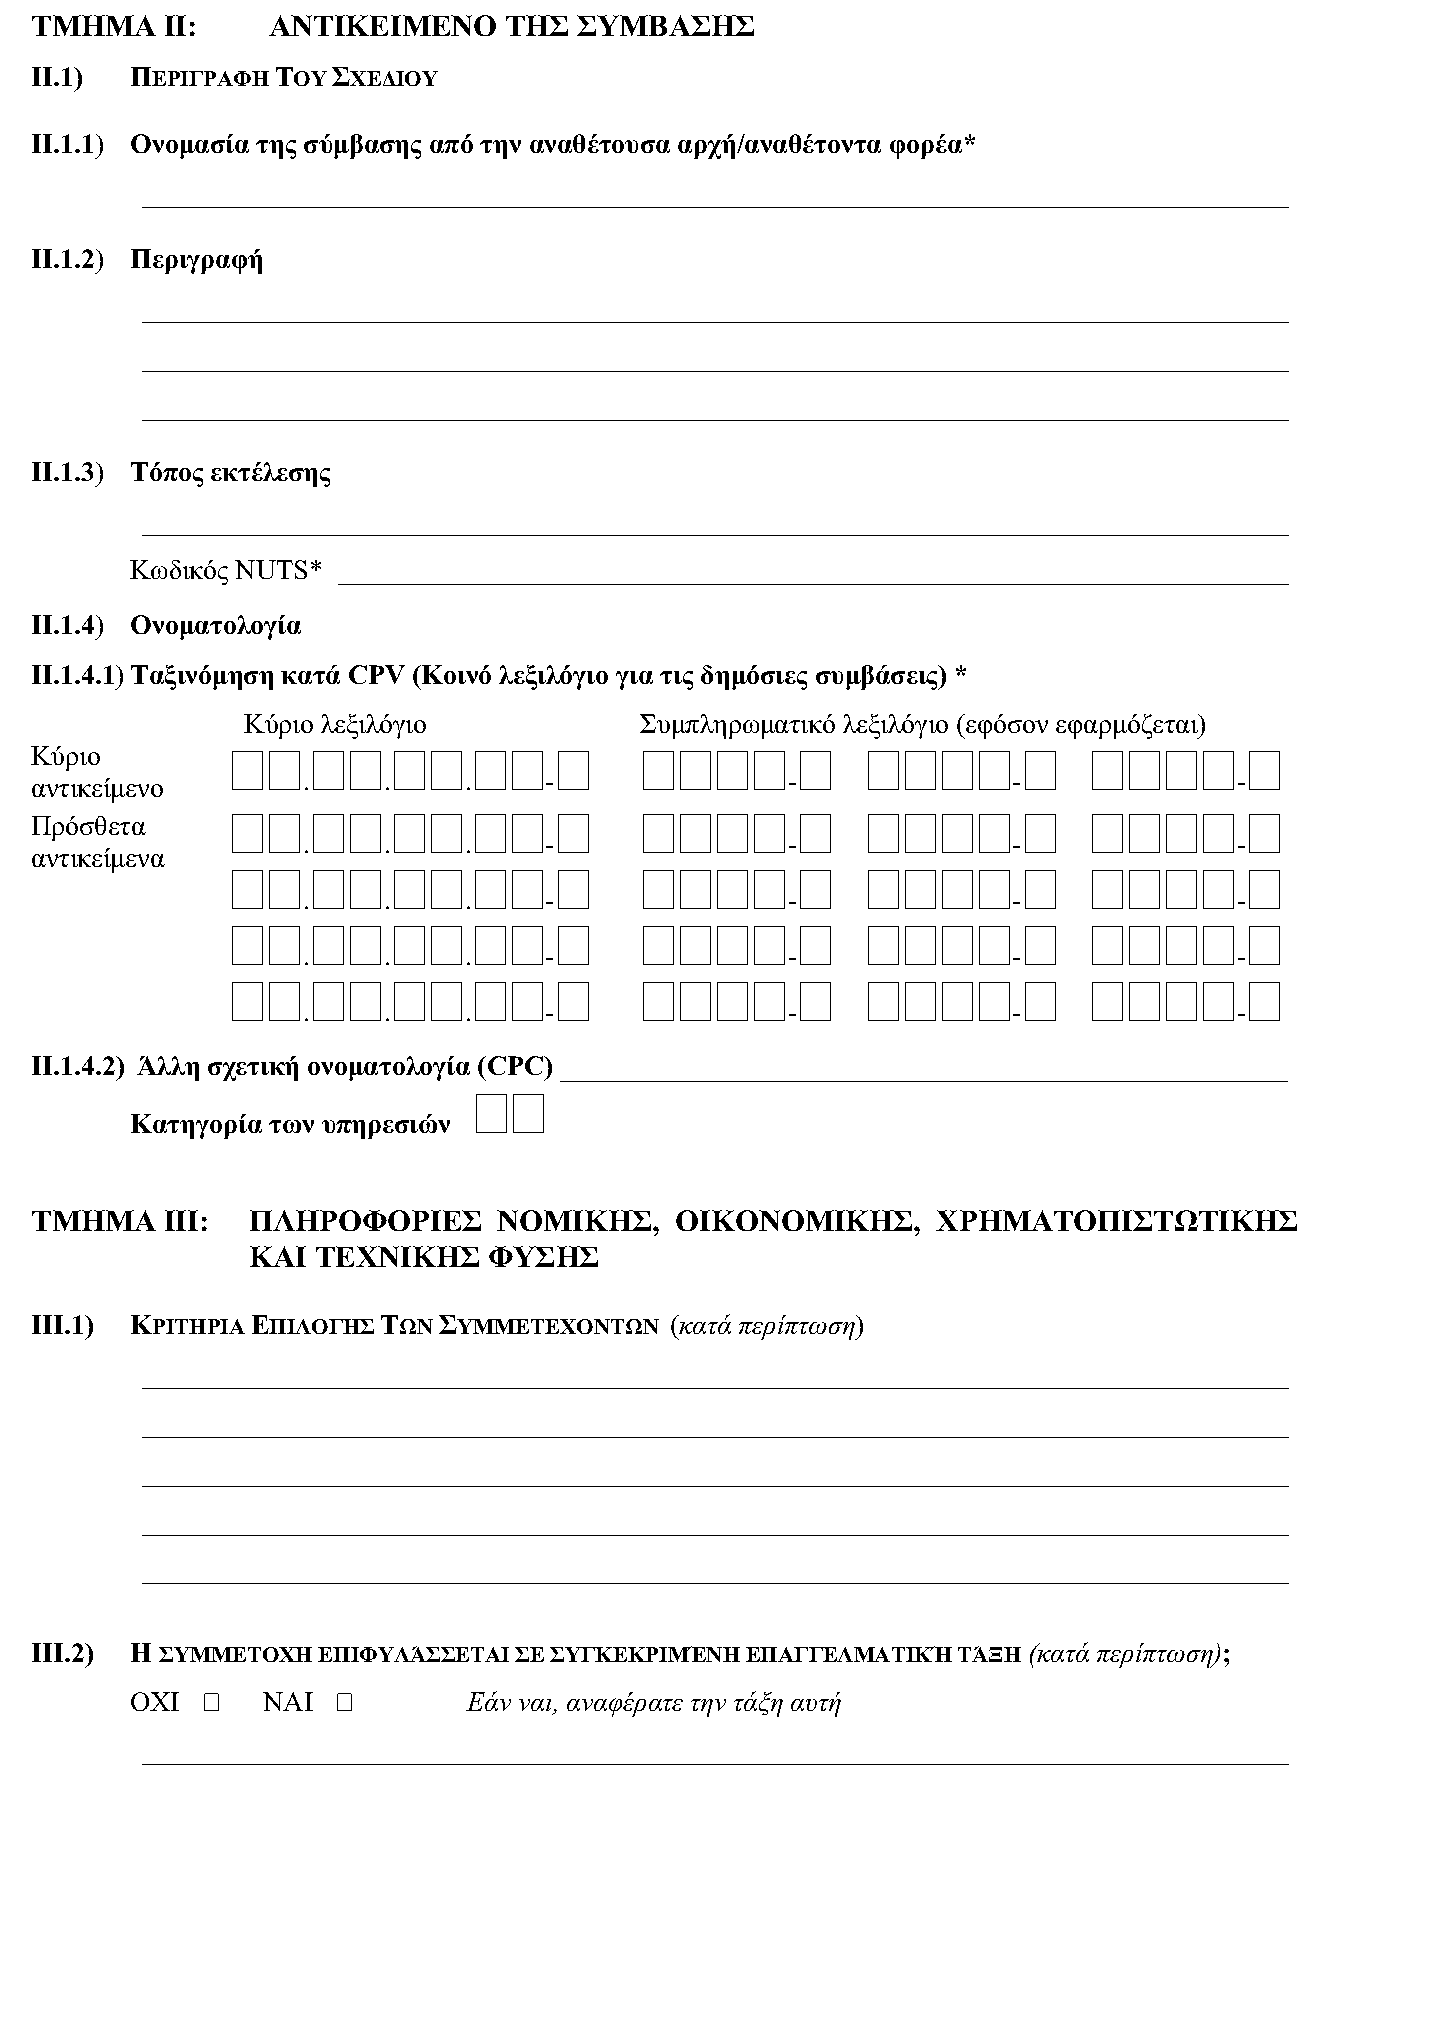 ΤΜΗΜΑ II: ΑΝΤΙΚΕΙΜΕΝΟ ΤΗΣ ΣΥΜΒΑΣΗΣ
II.1) ΠΕΡΙΓΡΑΦΗ ΤΟΥ ΣΧΕΔΙΟΥ
II.1.1) Ονομασία της σύμβασης από την αναθέτουσα αρχή/αναθέτοντα φορέα*
II.1.2) Περιγραφή
II.1.3) Τόπος εκτέλεσης
Κωδικός NUTS*
II.1.4) Ονοματολογία
II.1.4.1) Ταξινόμηση κατά CPV (Κοινό λεξιλόγιο για τις δημόσιες συμβάσεις) *
Κύριο λεξιλόγιο Συμπληρωματικό λεξιλόγιο (εφόσον εφαρμόζεται)
Κύριο
αντικείμενο
Πρόσθετα
αντικείμενα
II.1.4.2) Άλλη σχετική ονοματολογία (CPC)
Κατηγορία των υπηρεσιών
ΤΜΗΜΑ III: ΠΛΗΡΟΦΟΡΙΕΣ ΝΟΜΙΚΗΣ, ΟΙΚΟΝΟΜΙΚΗΣ, ΧΡΗΜΑΤΟΠΙΣΤΩΤΙΚΗΣ
ΚΑΙ ΤΕΧΝΙΚΗΣ ΦΥΣΗΣ
III.1) ΚΡΙΤΗΡΙΑ ΕΠΙΛΟΓΗΣ ΤΩΝ ΣΥΜΜΕΤΕΧΟΝΤΩΝ (κατά περίπτωση)
III.2) Η ΣΥΜΜΕΤΟΧΗ ΕΠΙΦΥΛΆΣΣΕΤΑΙ ΣΕ ΣΥΓΚΕΚΡΙΜΈΝΗ ΕΠΑΓΓΕΛΜΑΤΙΚΉ ΤΆΞΗ (κατά περίπτωση);
ΟΧΙ □ ΝΑΙ □ Εάν ναι, αναφέρατε την τάξη αυτή